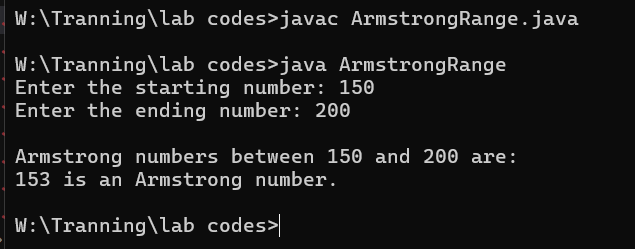 W:\Tranning\lab codes>javac ArmstrongRange.java
W:\Tranning\lab codes>java ArmstrongRange
Enter the starting number: 150
Enter the ending number: 200
Armstrong numbers between 150 and 200 are:
153 is an Armstrong number.
W:\Tranning\lab codes>